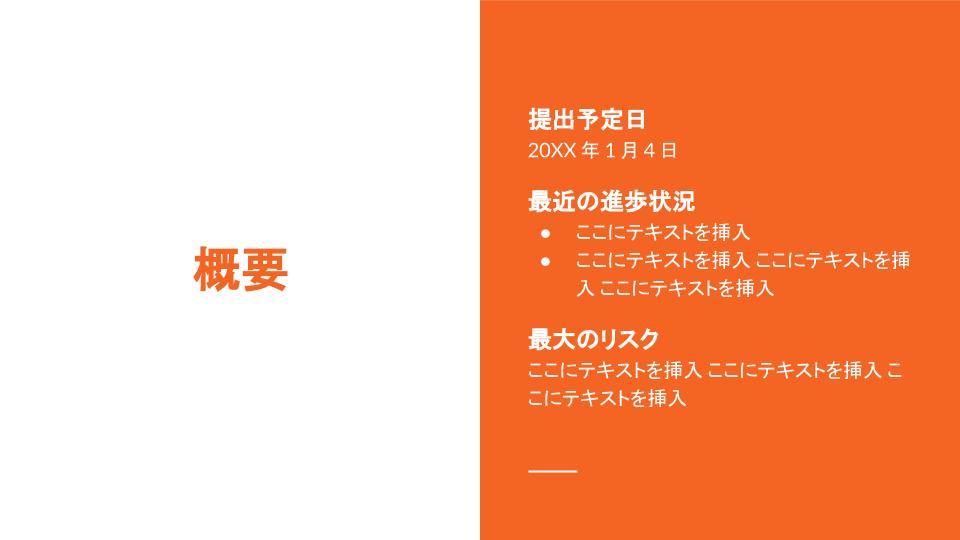 概要
提出予定日
20XX 年 1 月 4 日
最近の進歩状況
● ここにテキストを挿入
● ここにテキストを挿入 ここにテキストを挿
入 ここにテキストを挿入
最大のリスク
ここにテキストを挿入 ここにテキストを挿入 こ
こにテキストを挿入